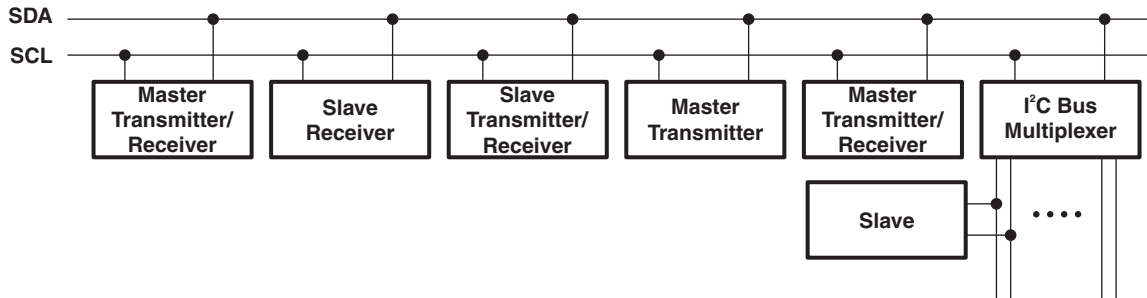 SDA
SCL
Master
Transmitter/
Receiver
Slave
Receiver
Slave
Transmitter/
Receiver
Master
Transmitter
Master
Transmitter/
Receiver
I²C Bus
Multiplexer
Slave